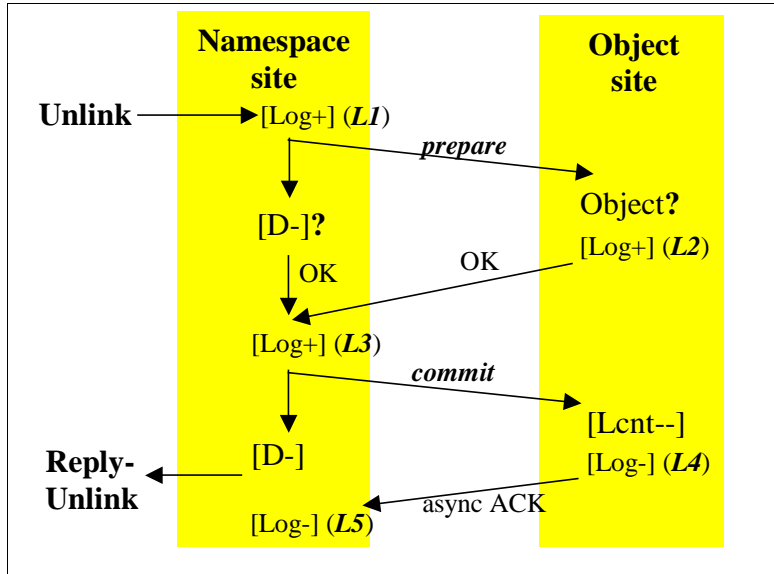 Namespace
site
Object
site
Unlink
[Log+] (L1)
prepare
Object?
[D-]?
[Log+] (L2)
OK
OK
[Log+] (L3)
commit
[Lcnt--]
[D-]
[Log-] (L4)
Reply-
Unlink
async ACK
[Log-] (L5)